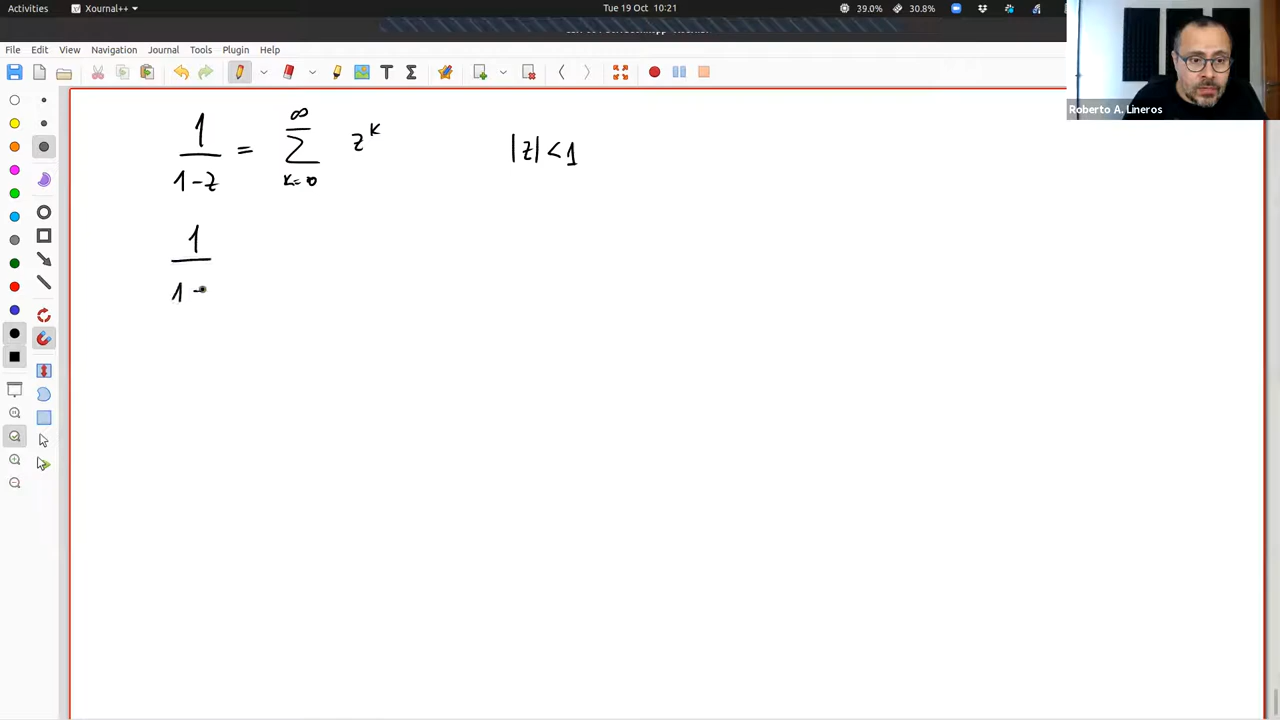 Activities Xournal++ Tue 19 Oct 10:21 39.0% 30.8%
File Edit View Navigation Journal Tools Plugin Help
Roberto A. Lineros
1/(1-z) = ∑_{k=0}^{∞} z^k |z| < 1
1/(1-